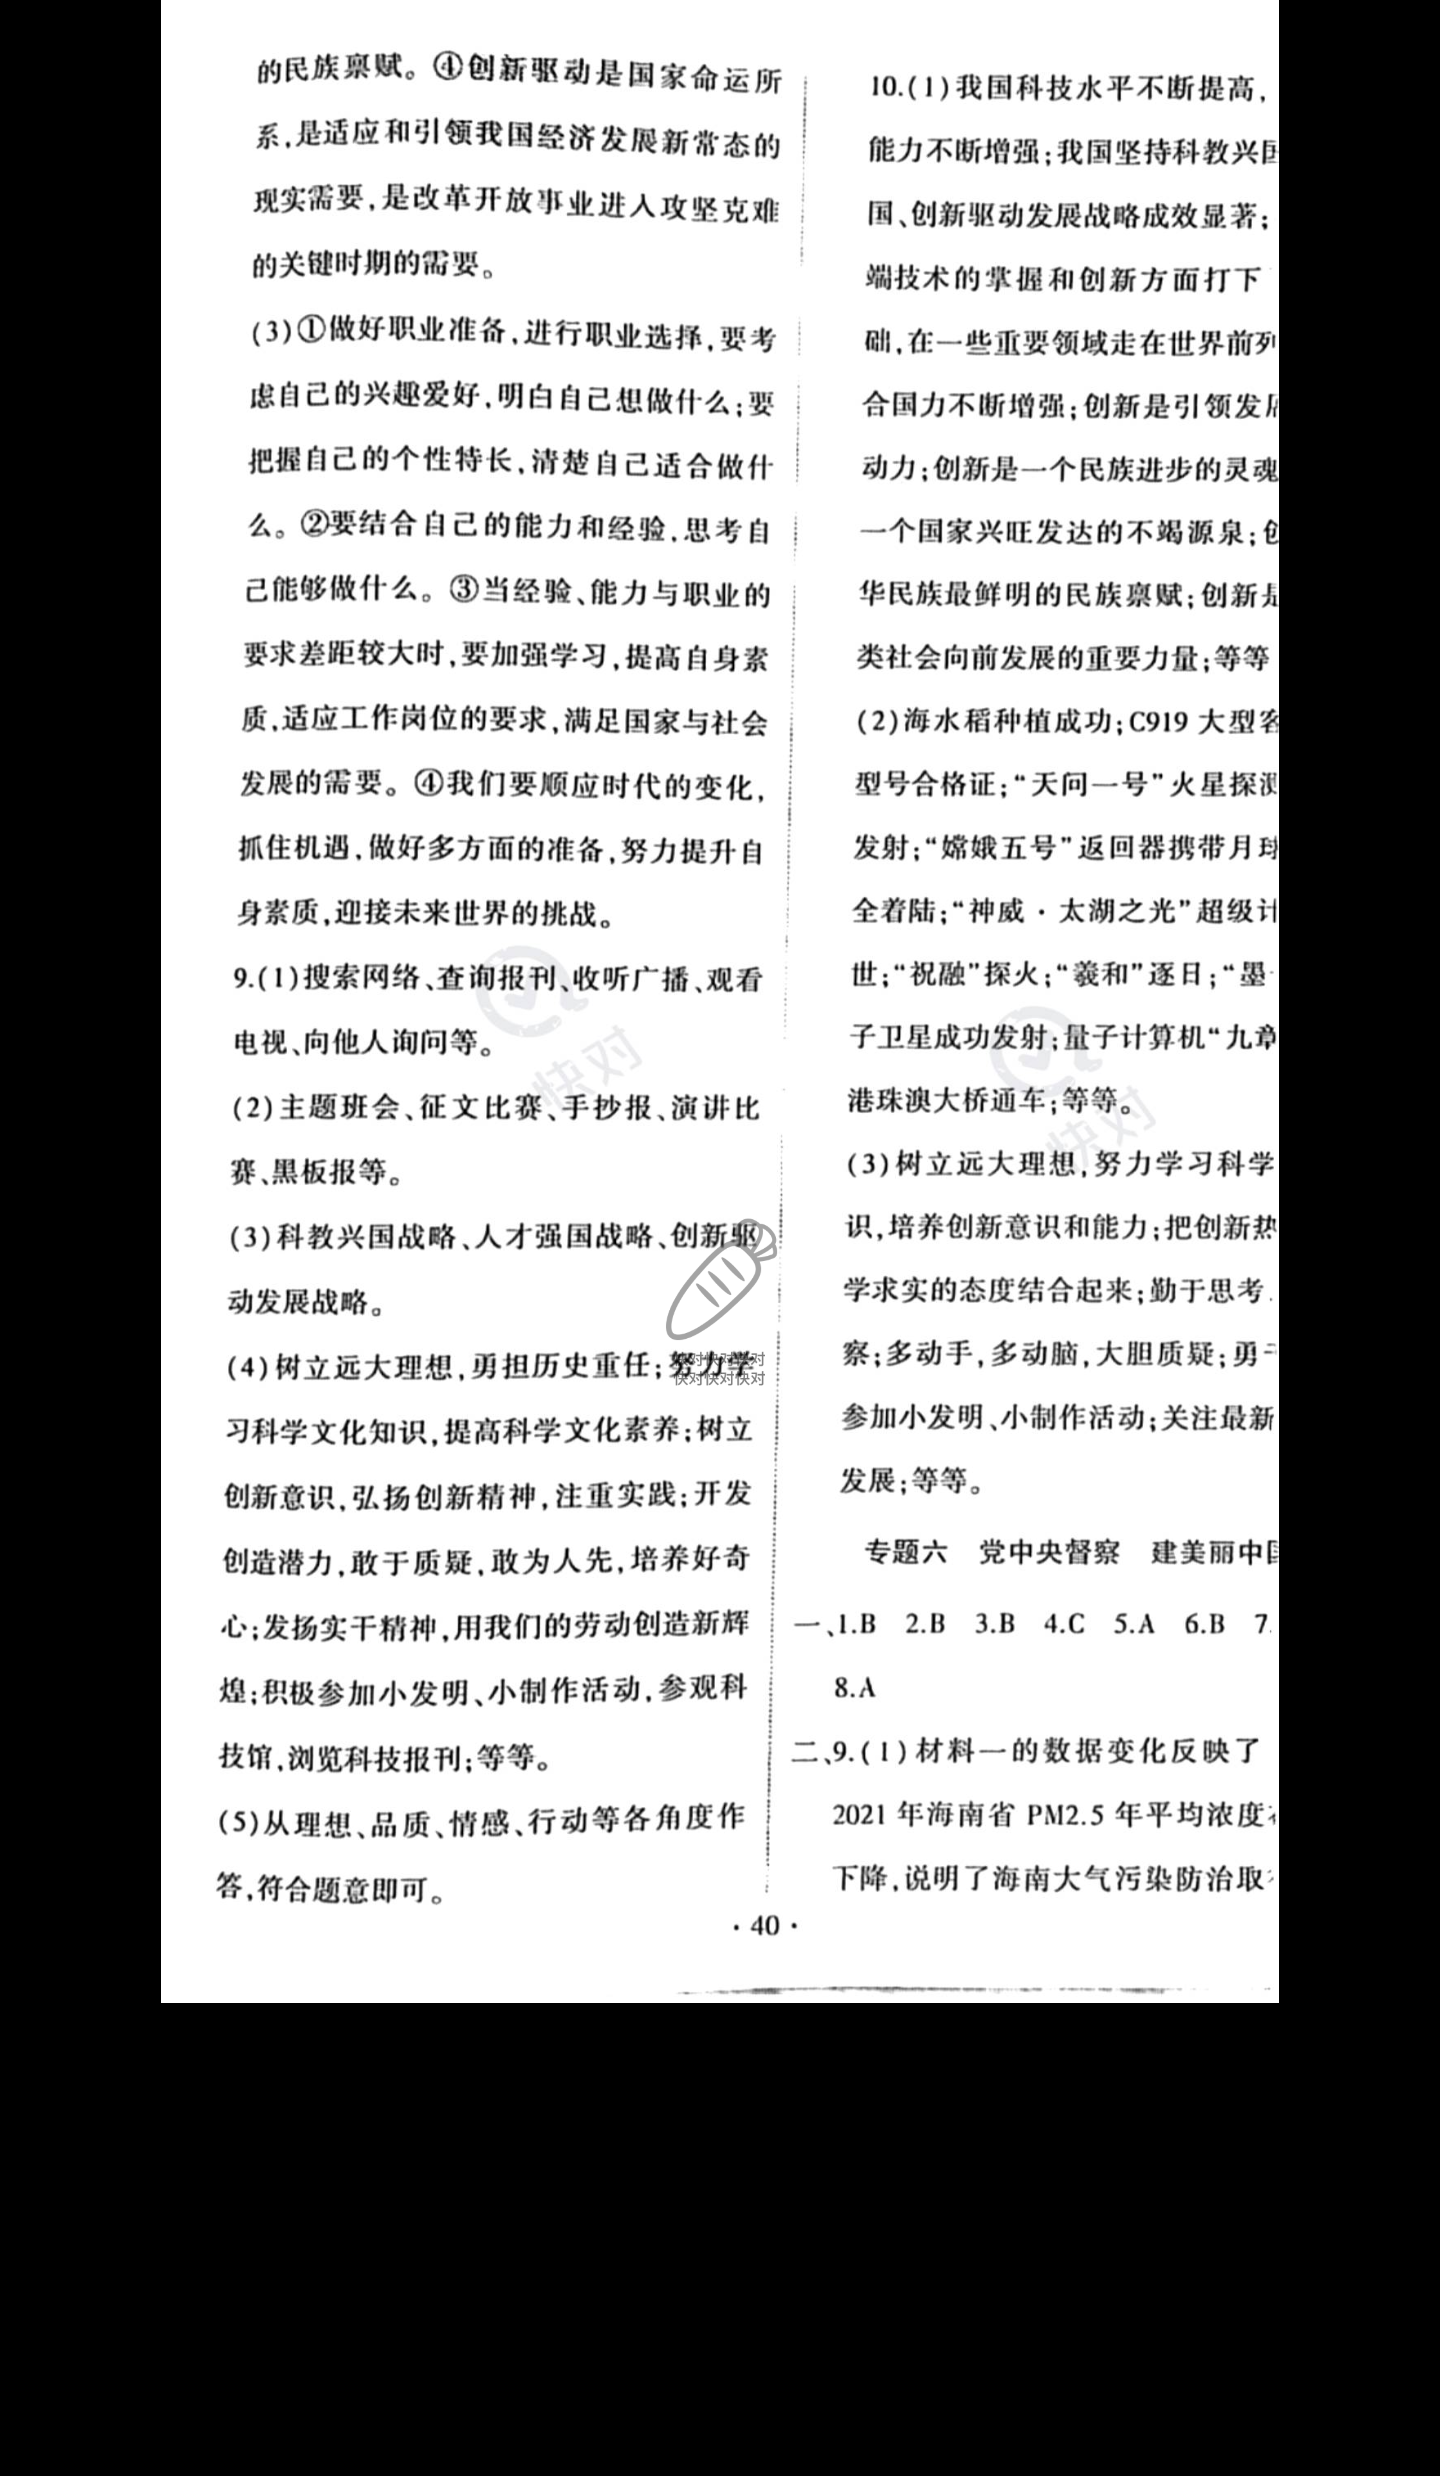 的民族禀赋。④创新驱动是国家命运所
系,是适应和引领我国经济发展新常态的
现实需要,是改革开放事业进入攻坚克难
的关键时期的需要。
(3)①做好职业准备,进行职业选择,要考
虑自己的兴趣爱好,明白自己想做什么;要
把握自己的个性特长,清楚自己适合做什
么。②要结合自己的能力和经验,思考自
己能够做什么。③当经验、能力与职业的
要求差距较大时,要加强学习,提高自身素
质,适应工作岗位的要求,满足国家与社会
发展的需要。④我们要顺应时代的变化,
抓住机遇,做好多方面的准备,努力提升自
身素质,迎接未来世界的挑战。
9.(1)搜索网络、查询报刊、收听广播、观看
电视、向他人询问等。
(2)主题班会、征文比赛、手抄报、演讲比
赛、黑板报等。
(3)科教兴国战略、人才强国战略、创新驱
动发展战略。
(4)树立远大理想,勇担历史重任;努力学
习科学文化知识,提高科学文化素养;树立
创新意识,弘扬创新精神,注重实践;开发
创造潜力,敢于质疑,敢为人先,培养好奇
心;发扬实干精神,用我们的劳动创造新辉
煌;积极参加小发明、小制作活动,参观科
技馆,浏览科技报刊;等等。
(5)从理想、品质、情感、行动等各角度作
答,符合题意即可。
10.(1)我国科技水平不断提高,
能力不断增强;我国坚持科教兴
国、创新驱动发展战略成效显著;
端技术的掌握和创新方面打下
础,在一些重要领域走在世界前列
合国力不断增强;创新是引领发
动力;创新是一个民族进步的灵魂
一个国家兴旺发达的不竭源泉;
华民族最鲜明的民族禀赋;创新是
类社会向前发展的重要力量;等等
(2)海水稻种植成功;C919 大型客
型号合格证;“天问一号”火星探测
发射;“嫦娥五号”返回器携带月球
全着陆;“神威·太湖之光”超级计
世;“祝融”探火;“羲和”逐日;“墨
子卫星成功发射;量子计算机“九章
港珠澳大桥通车;等等。
(3)树立远大理想,努力学习科学
识,培养创新意识和能力;把创新热
学求实的态度结合起来;勤于思考
察;多动手,多动脑,大胆质疑;勇
参加小发明、小制作活动;关注最新
发展;等等。
专题六 党中央督察 建美丽中
一、1.B 2.B 3.B 4.C 5.A 6.B 7.
8.A
二、9.(1)材料一的数据变化反映了
2021 年海南省 PM2.5 年平均浓度
下降,说明了海南大气污染防治取
·40·
快对
快对
快对快对快对
快对快对快对